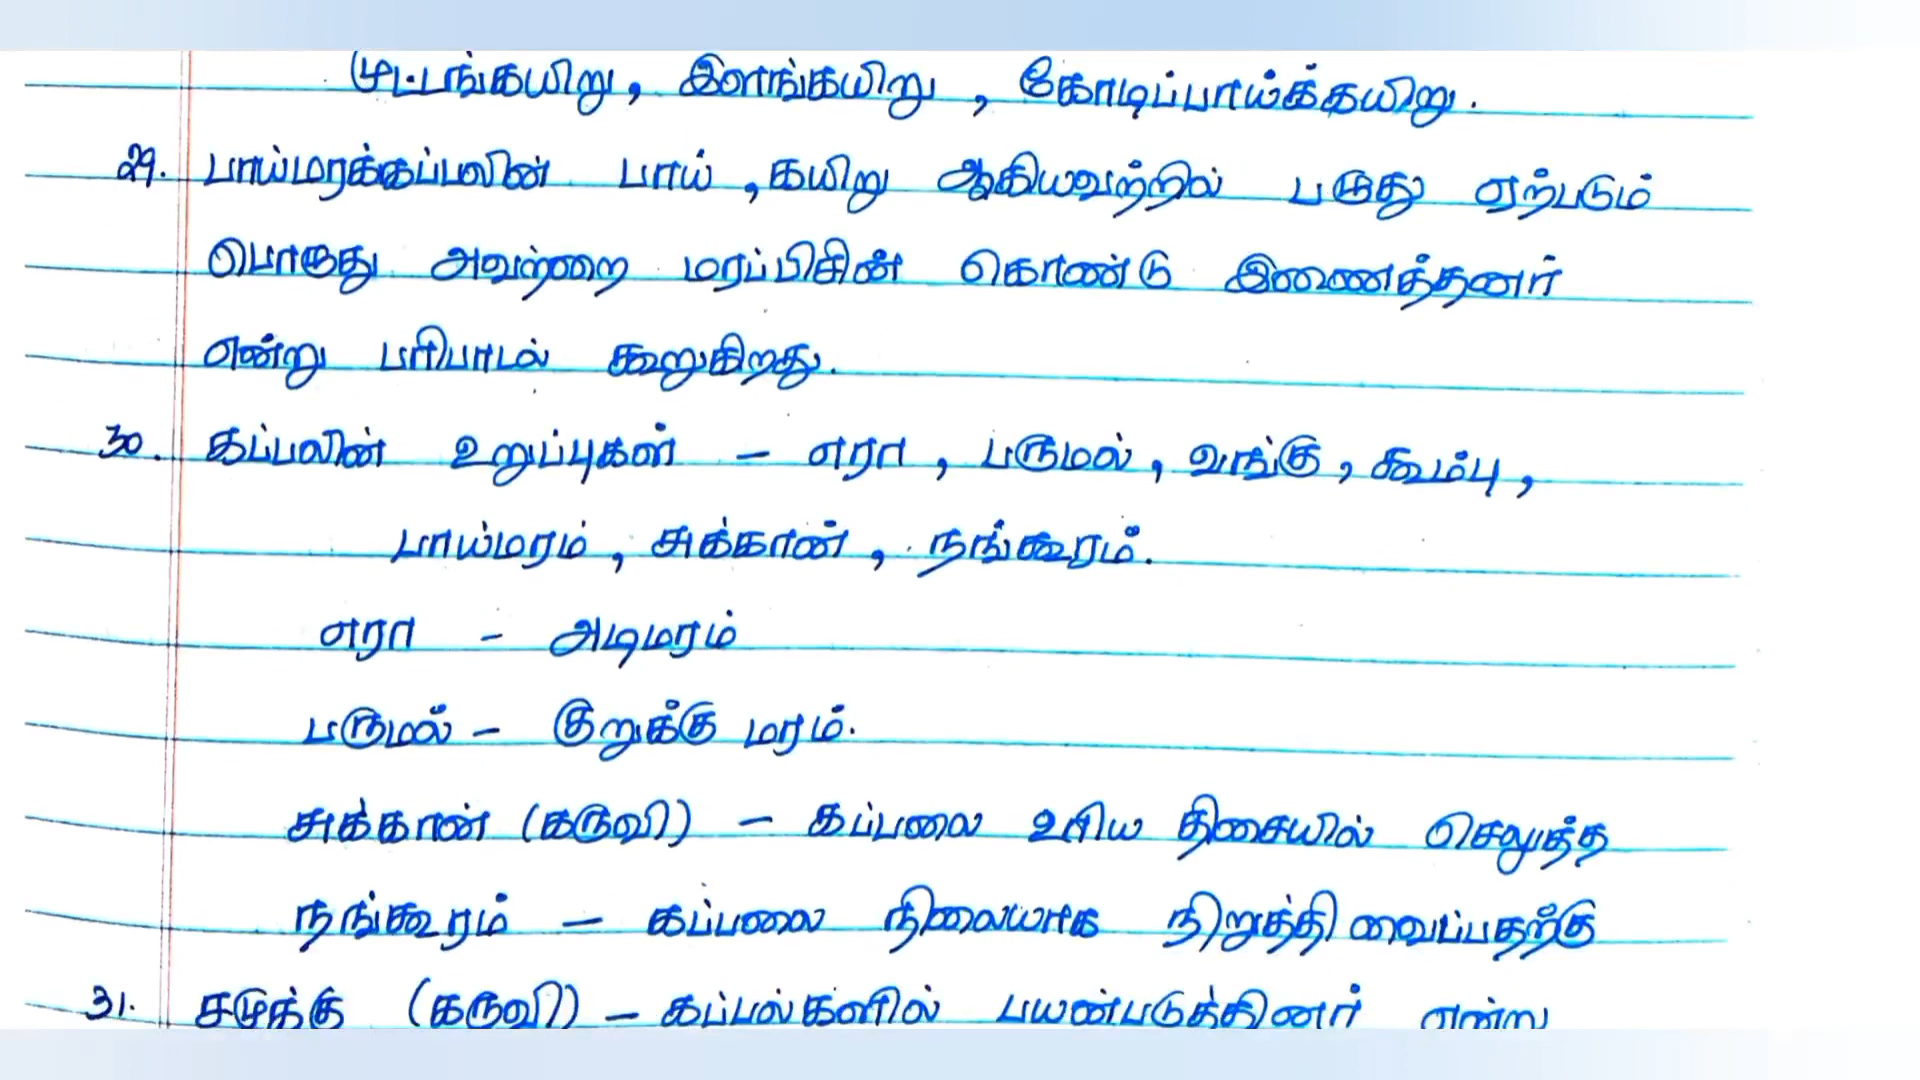 முட்டங்கயிறு, இளங்கயிறு, கோடிப்பாய்க்கயிறு.
29. பாய்மரக்கப்பலின் பாய், கயிறு ஆகியவற்றில் பழுது ஏற்படும்
பொழுது அவற்றை மரப்பிசின் கொண்டு இணைத்தனர்
என்று பரிபாடல் கூறுகிறது.
30. கப்பலின் உறுப்புகள் - எரா, பருமல், வங்கு, கூம்பு,
பாய்மரம், சுக்கான், நங்கூரம்.
எரா - அடிமரம்
பருமல் - குறுக்கு மரம்.
சுக்கான் (கருவி) - கப்பலை உரிய திசையில் செலுத்த
நங்கூரம் - கப்பலை நிலையாக நிறுத்தி வைப்பதற்கு
31. சமுக்கு (கருவி) - கப்பல்களில் பயன்படுத்தினர் என்று